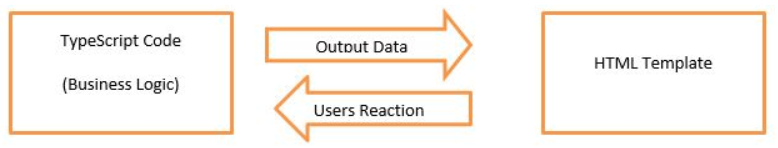 TypeScript Code
(Business Logic)
Output Data
Users Reaction
HTML Template